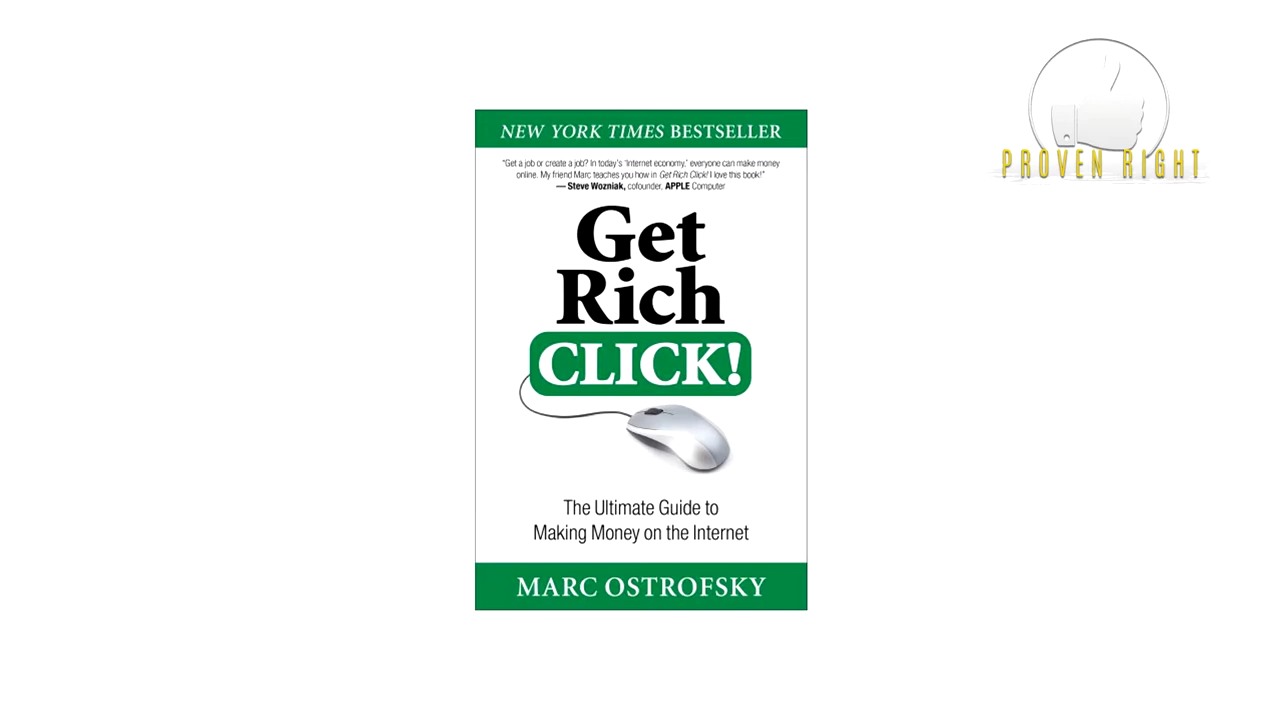 NEW YORK TIMES BESTSELLER
"Get a job or create a job? In today's 'Internet economy,' everyone can make money
online. My friend Marc teaches you how in Get Rich Click! I love this book!"
— Steve Wozniak, cofounder, APPLE Computer
Get
Rich
CLICK!
The Ultimate Guide to
Making Money on the Internet
MARC OSTROFSKY
PROVEN RIGHT